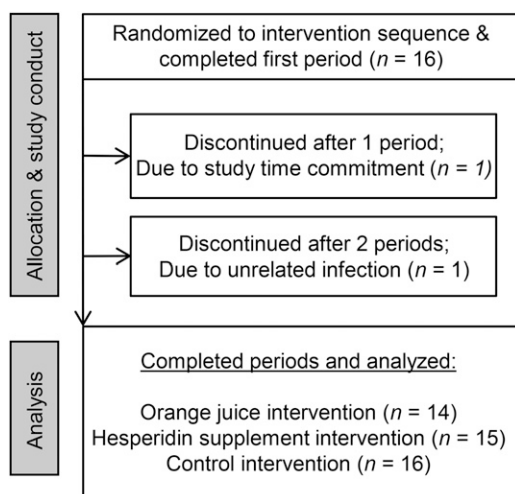 Allocation & study conduct
Randomized to intervention sequence &
completed first period (n = 16)
Discontinued after 1 period;
Due to study time commitment (n = 1)
Discontinued after 2 periods;
Due to unrelated infection (n = 1)
Analysis
Completed periods and analyzed:
Orange juice intervention (n = 14)
Hesperidin supplement intervention (n = 15)
Control intervention (n = 16)